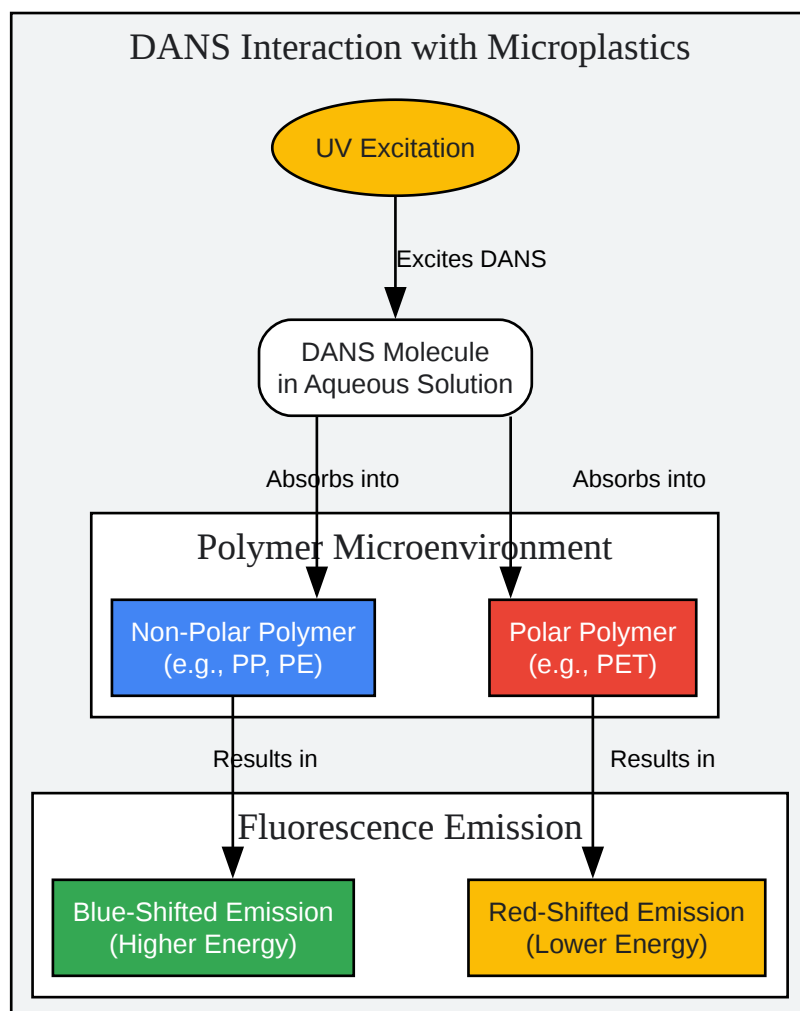 DANS Interaction with Microplastics
UV Excitation
Excites DANS
DANS Molecule
in Aqueous Solution
Absorbs into
Absorbs into
Polymer Microenvironment
Non-Polar Polymer
(e.g., PP, PE)
Polar Polymer
(e.g., PET)
Results in
Results in
Fluorescence Emission
Blue-Shifted Emission
(Higher Energy)
Red-Shifted Emission
(Lower Energy)